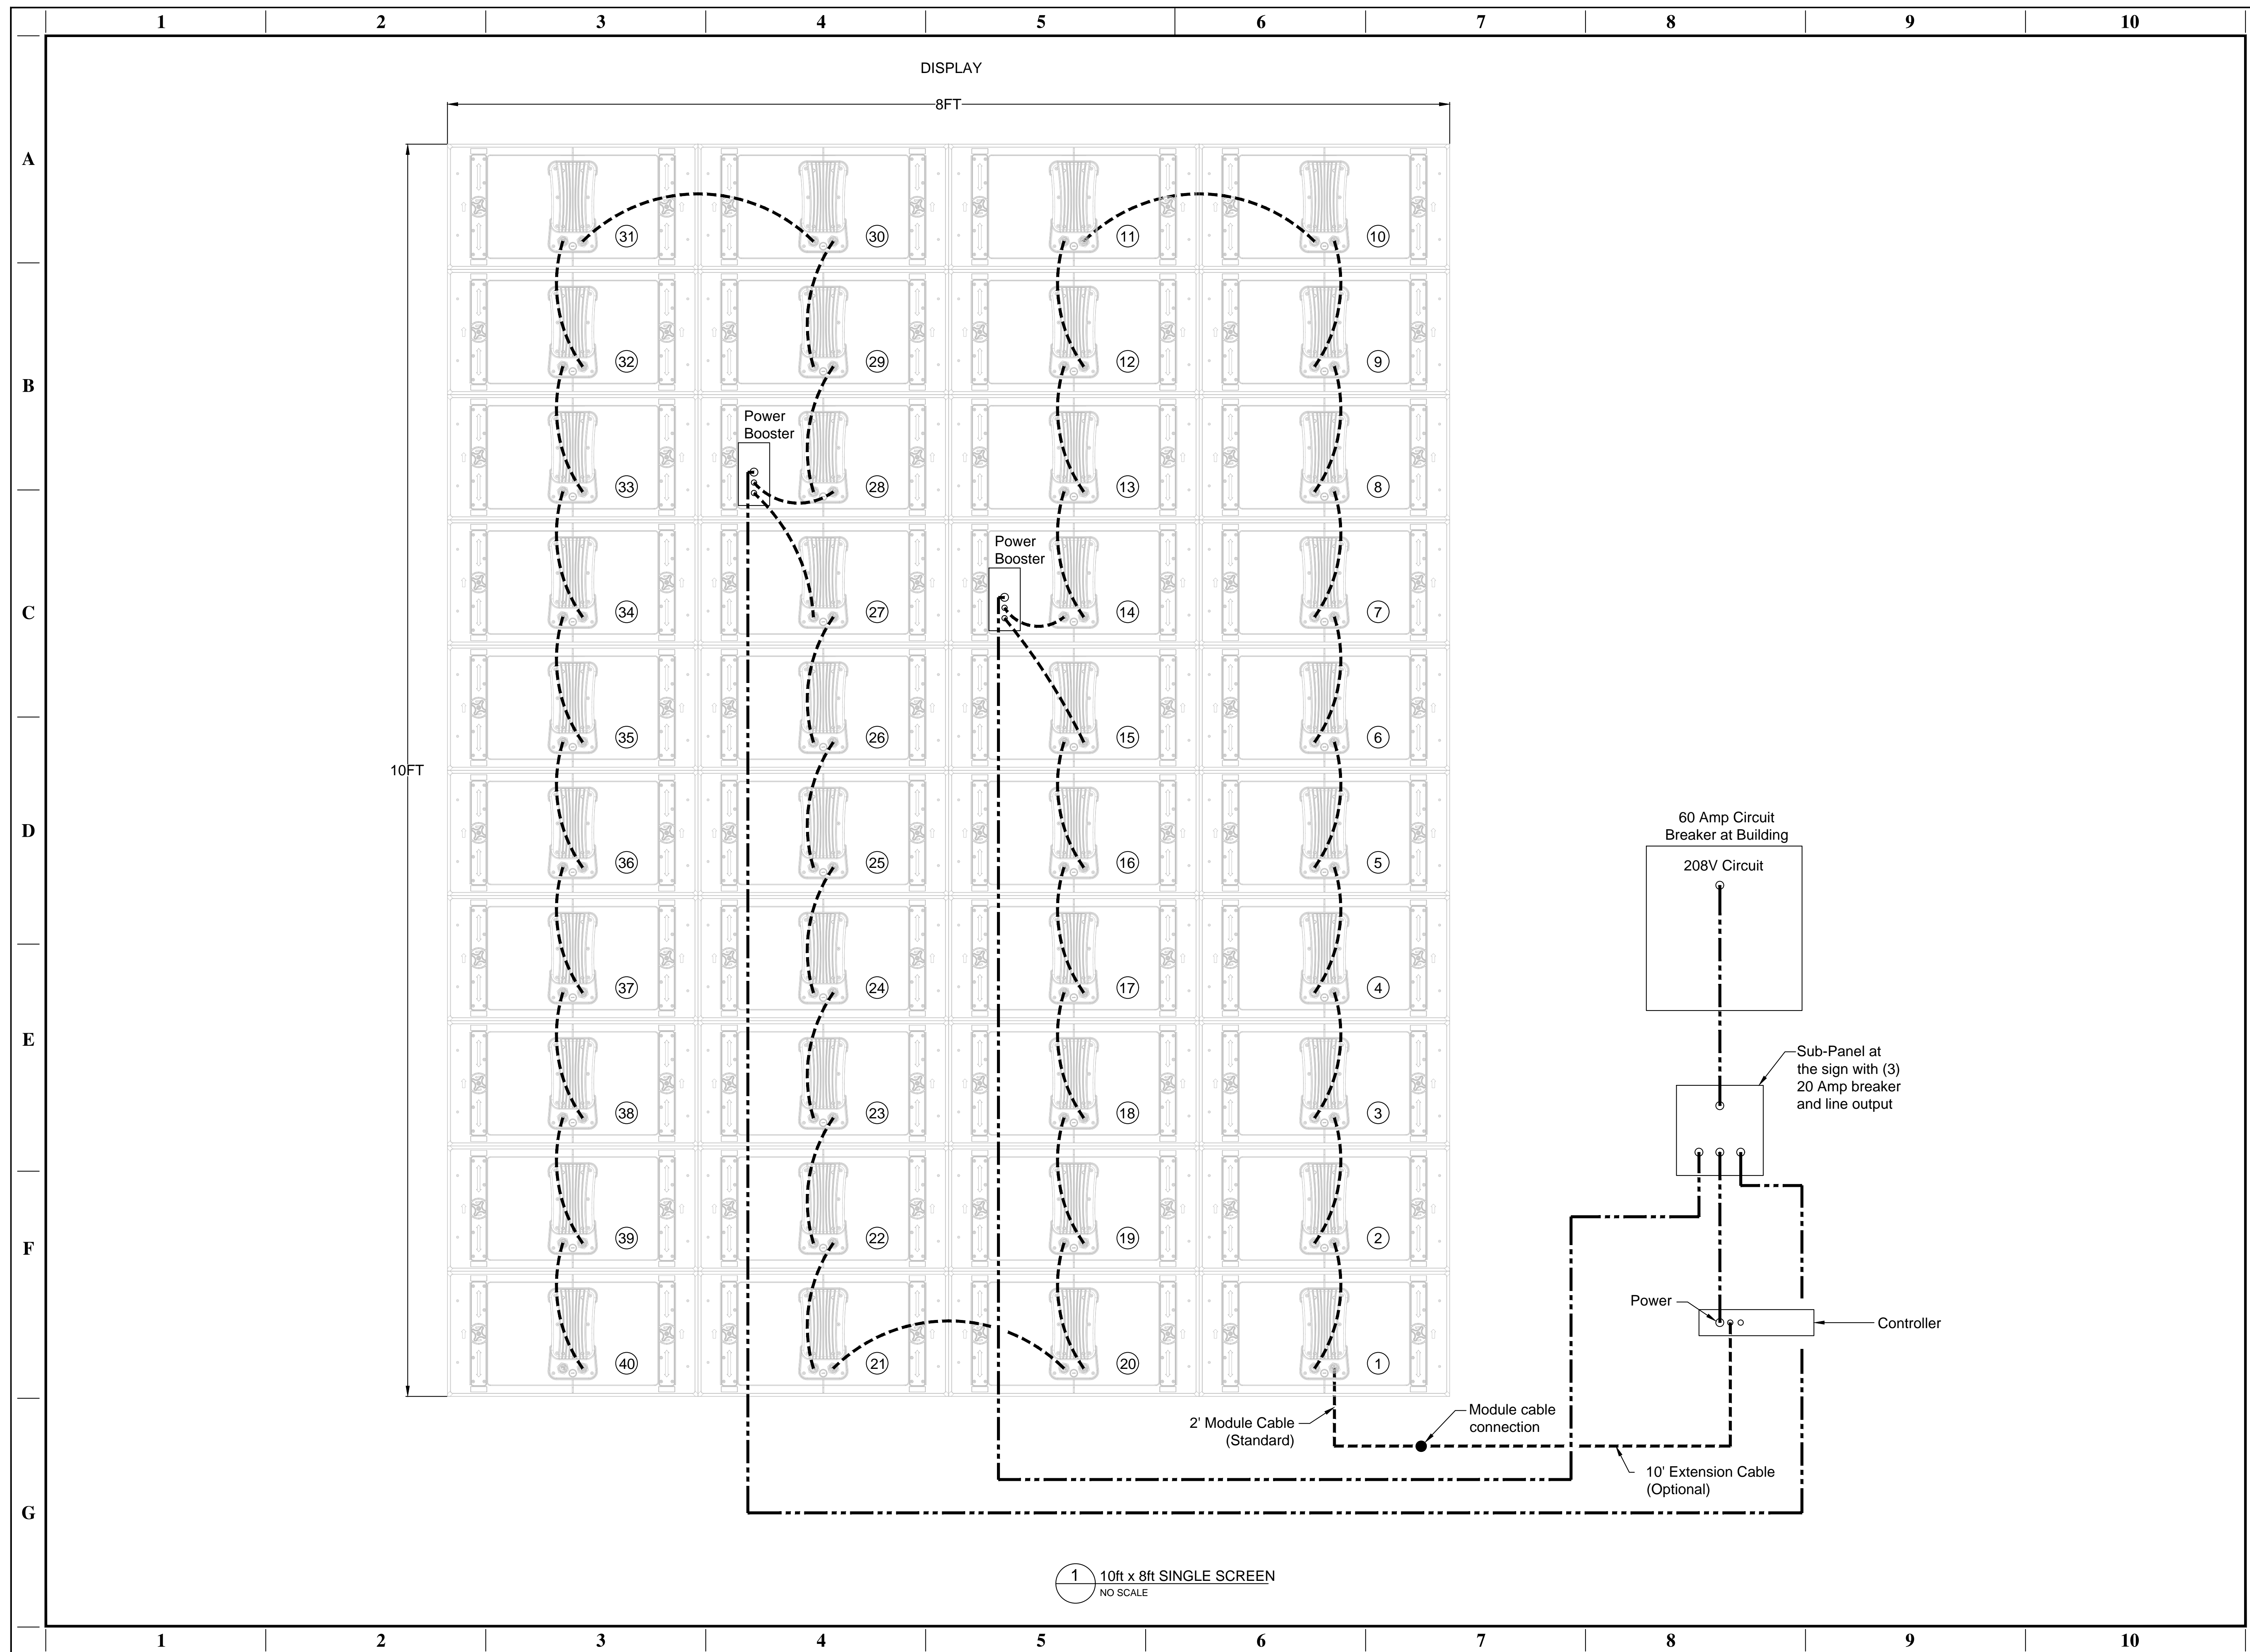 1 2 3 4 5 6 7 8 9 10
DISPLAY
8FT
A
31 30 11 10
32 29 12 9
B
Power
Booster
33 28 13 8
Power
Booster
C
34 27 14 7
35 26 15 6
10FT
60 Amp Circuit
Breaker at Building
D
208V Circuit
36 25 16 5
37 24 17 4
E
Sub-Panel at
the sign with (3)
20 Amp breaker
and line output
38 23 18 3
39 22 19 2
F
Power
Controller
40 21 20 1
2' Module Cable
(Standard)
Module cable
connection
10' Extension Cable
(Optional)
G
1 10ft x 8ft SINGLE SCREEN
NO SCALE
1 2 3 4 5 6 7 8 9 10